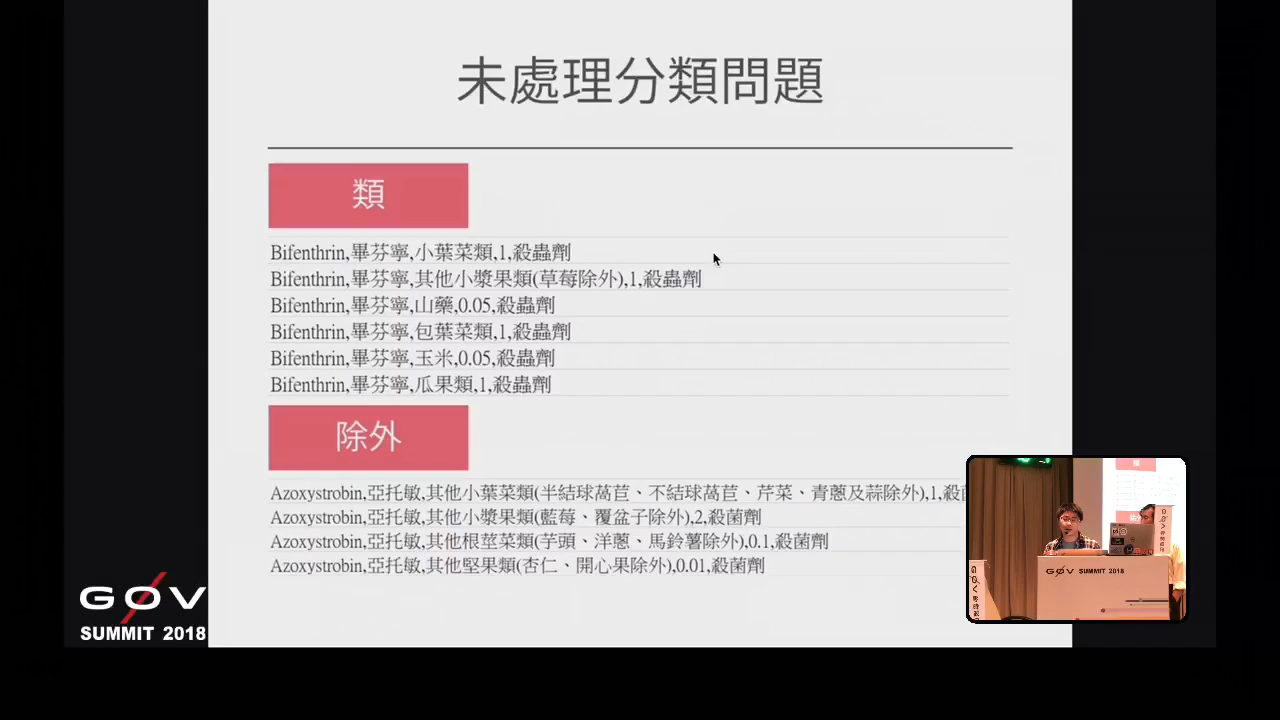 未處理分類問題
類
Bifenthrin,畢芬寧,小葉菜類,1,殺蟲劑
Bifenthrin,畢芬寧,其他小漿果類(草莓除外),1,殺蟲劑
Bifenthrin,畢芬寧,山藥,0.05,殺蟲劑
Bifenthrin,畢芬寧,包葉菜類,1,殺蟲劑
Bifenthrin,畢芬寧,玉米,0.05,殺蟲劑
Bifenthrin,畢芬寧,瓜果類,1,殺蟲劑
除外
Azoxystrobin,亞托敏,其他小葉菜類(半結球萵苣、不結球萵苣、芹菜、青蔥及蒜除外),1,殺
Azoxystrobin,亞托敏,其他小漿果類(藍莓、覆盆子除外),2,殺菌劑
Azoxystrobin,亞托敏,其他根莖菜類(芋頭、洋蔥、馬鈴薯除外),0.1,殺菌劑
Azoxystrobin,亞托敏,其他堅果類(杏仁、開心果除外),0.01,殺菌劑
GØV
SUMMIT 2018
GØV SUMMIT 2018